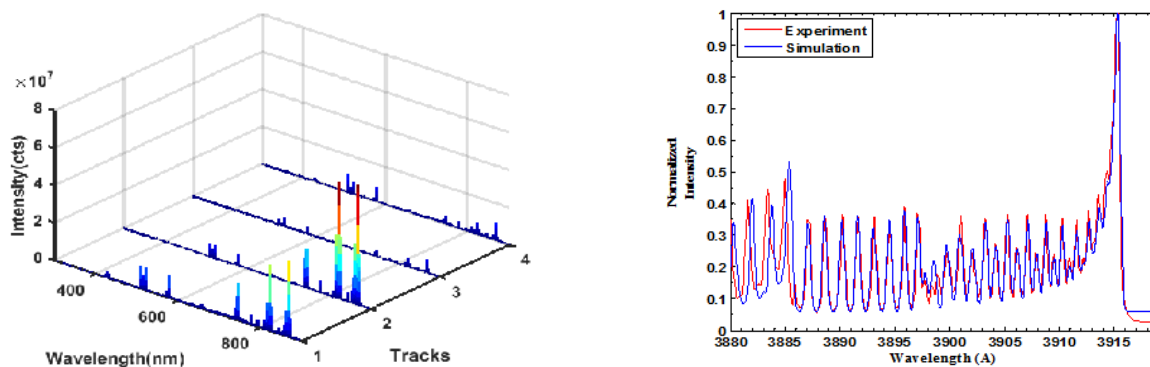 ×10⁷
8
6
4
2
0
Intensity(cts)
400
600
800
Wavelength(nm)
1
2
3
4
Tracks
Experiment
Simulation
1
0.9
0.8
0.7
0.6
0.5
0.4
0.3
0.2
0.1
0
Normalized
Intensity
3880 3885 3890 3895 3900 3905 3910 3915
Wavelength (A)